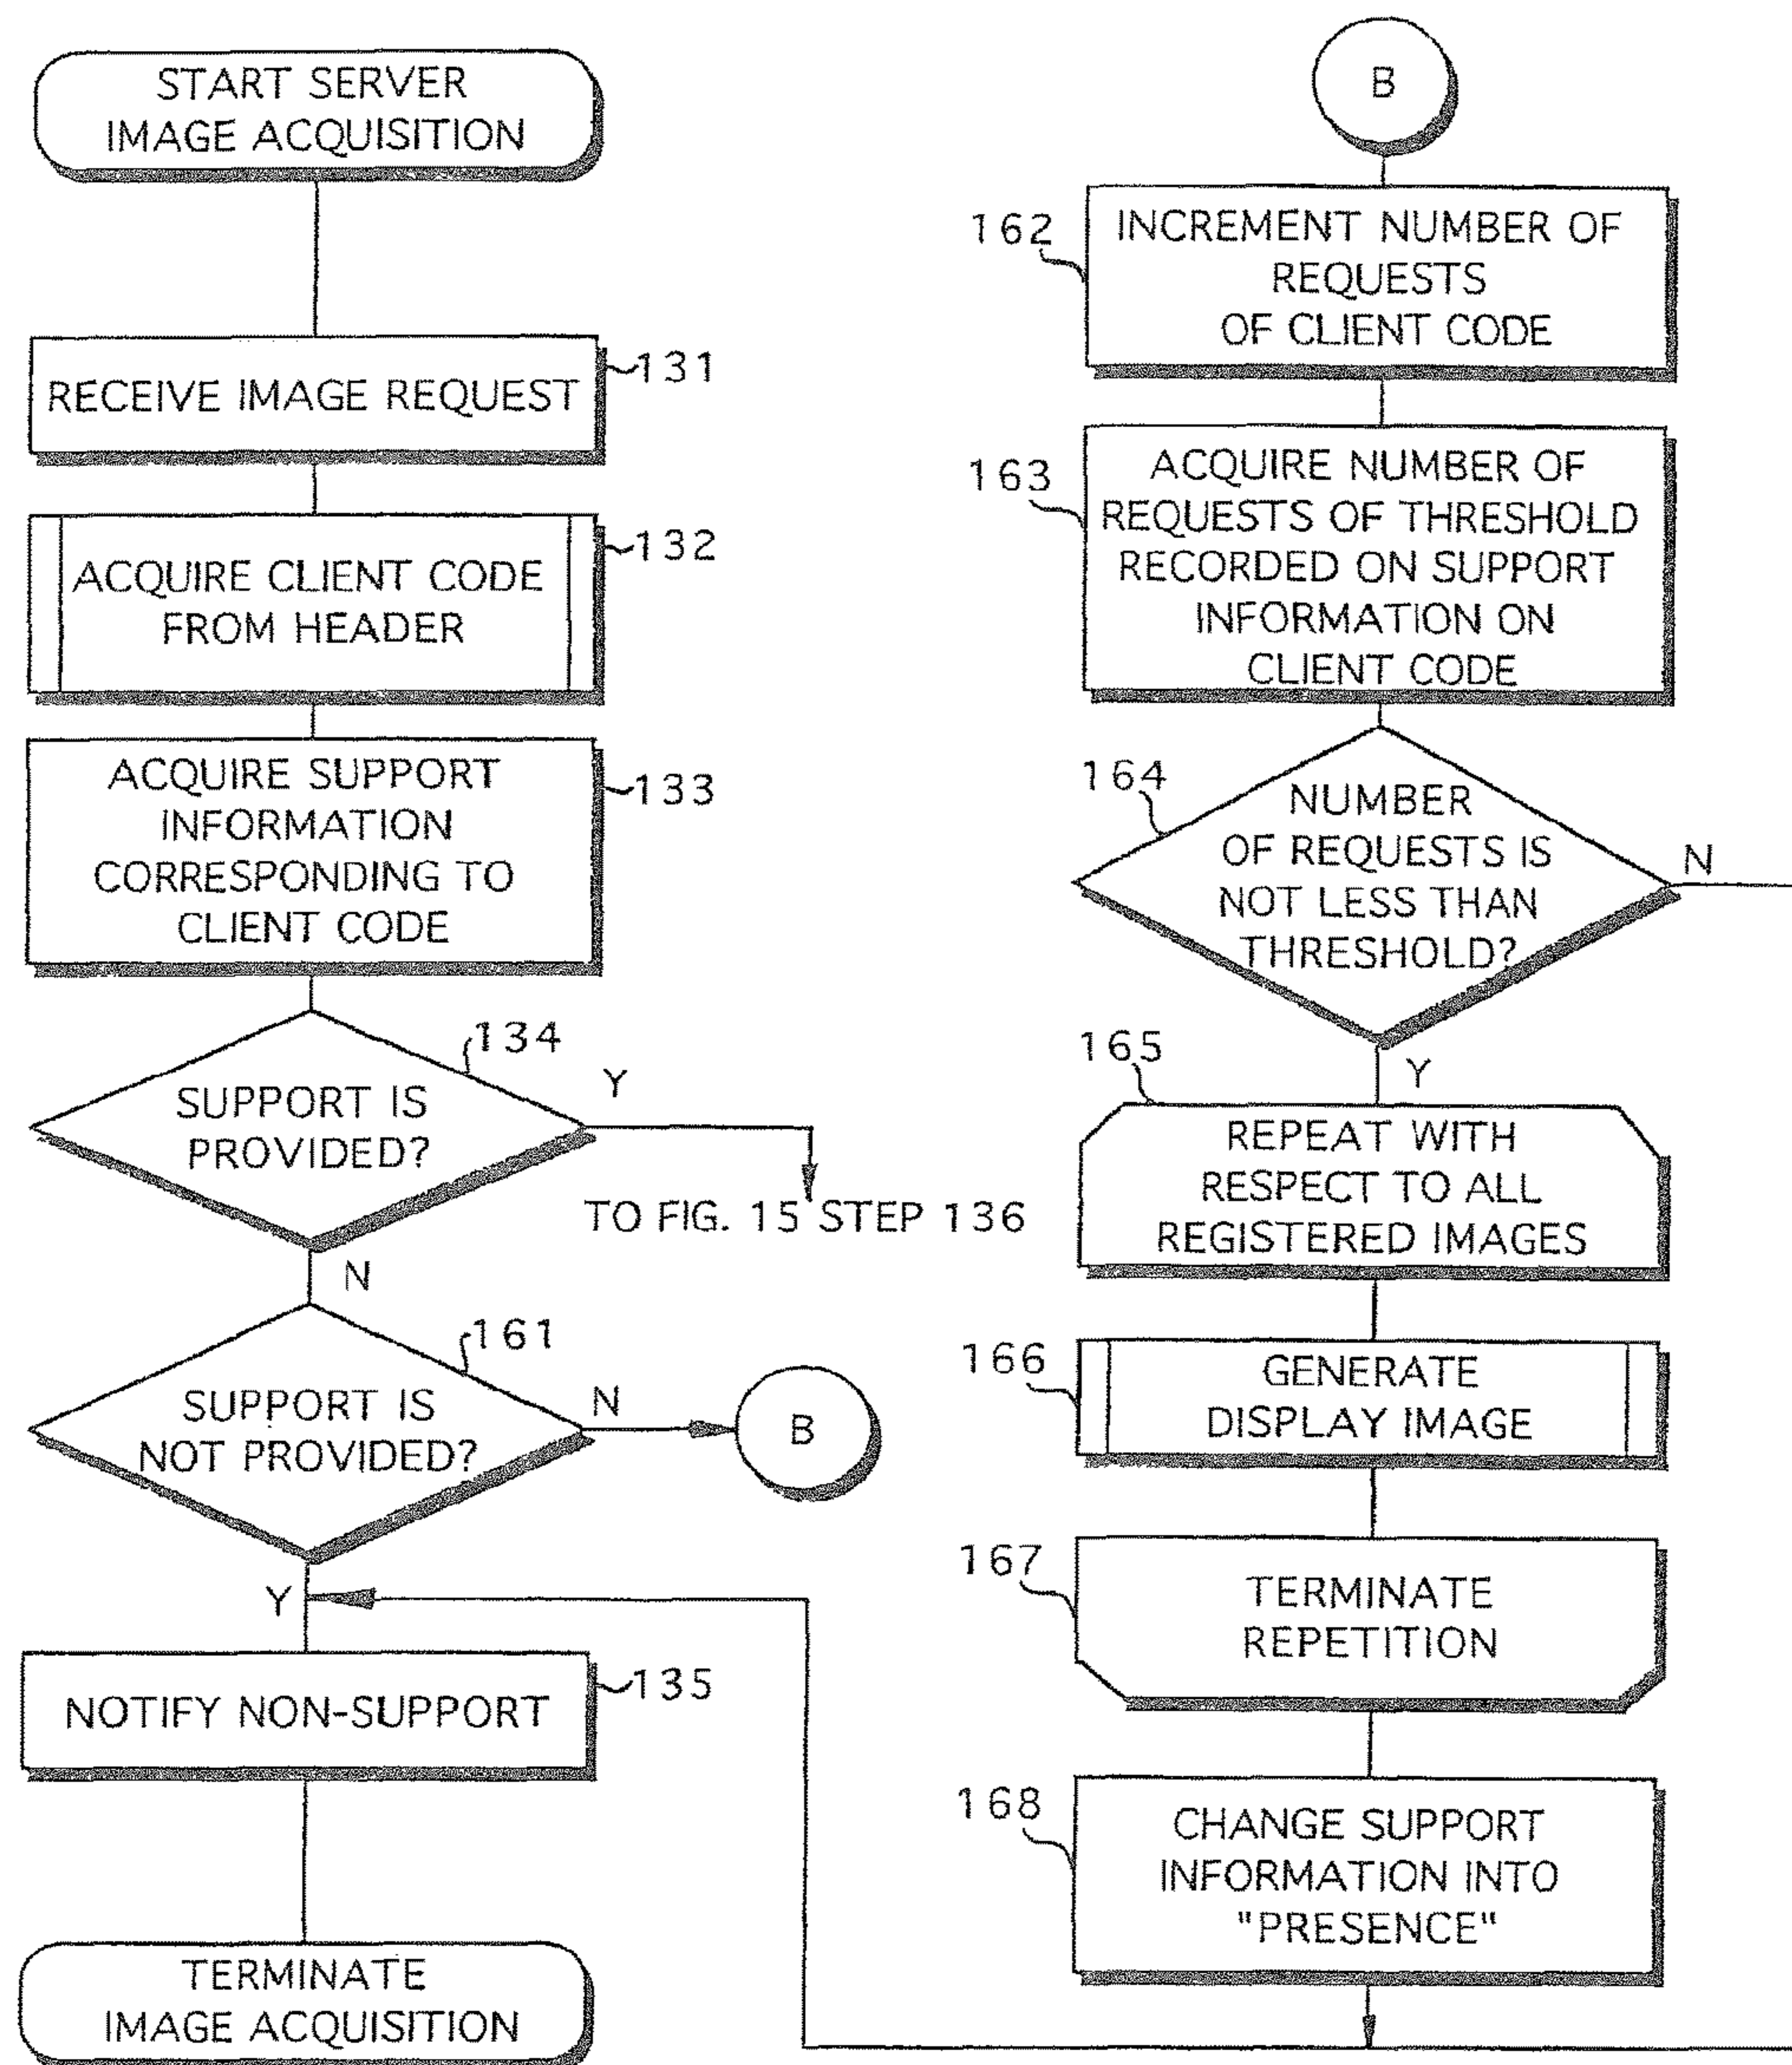 START SERVER
IMAGE ACQUISITION
RECEIVE IMAGE REQUEST
131
ACQUIRE CLIENT CODE
FROM HEADER
132
ACQUIRE SUPPORT
INFORMATION
CORRESPONDING TO
CLIENT CODE
133
134
SUPPORT IS
PROVIDED?
Y
TO FIG. 15 STEP 136
N
161
SUPPORT IS
NOT PROVIDED?
N
B
Y
NOTIFY NON-SUPPORT
135
TERMINATE
IMAGE ACQUISITION
B
162
INCREMENT NUMBER OF
REQUESTS
OF CLIENT CODE
163
ACQUIRE NUMBER OF
REQUESTS OF THRESHOLD
RECORDED ON SUPPORT
INFORMATION ON
CLIENT CODE
164
NUMBER
OF REQUESTS IS
NOT LESS THAN
THRESHOLD?
N
Y
165
REPEAT WITH
RESPECT TO ALL
REGISTERED IMAGES
166
GENERATE
DISPLAY IMAGE
167
TERMINATE
REPETITION
168
CHANGE SUPPORT
INFORMATION INTO
"PRESENCE"